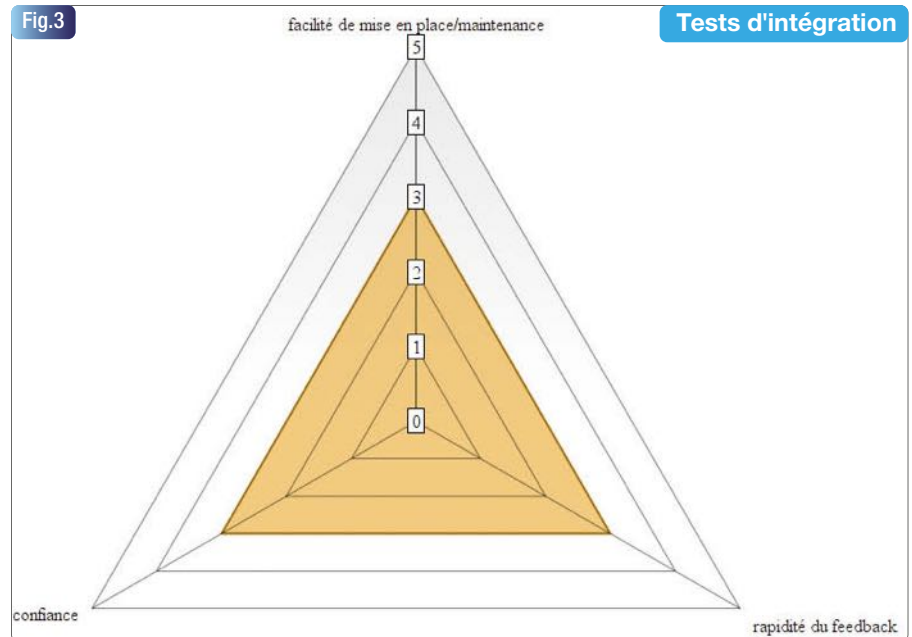 Fig.3
Tests d'intégration
facilité de mise en place/maintenance
5
4
3
2
1
0
confiance
rapidité du feedback